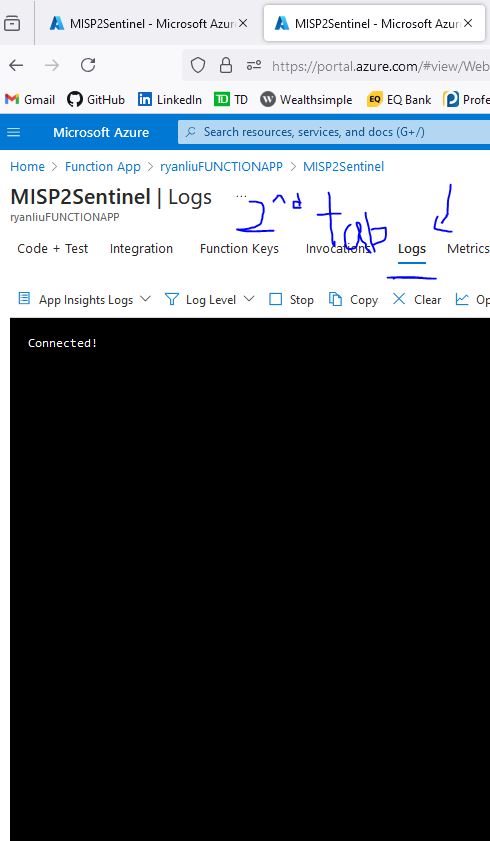 MISP2Sentinel - Microsoft Azur
MISP2Sentinel - Microsoft Azur
https://portal.azure.com/#view/Web
Gmail GitHub LinkedIn TD TD Wealthsimple EQ EQ Bank Profe
Microsoft Azure Search resources, services, and docs (G+/)
Home > Function App > ryanliuFUNCTIONAPP > MISP2Sentinel
MISP2Sentinel | Logs ...
ryanliuFUNCTIONAPP
2nd tab
Code + Test Integration Function Keys Invocations Logs Metrics
App Insights Logs Log Level Stop Copy Clear Op
Connected!